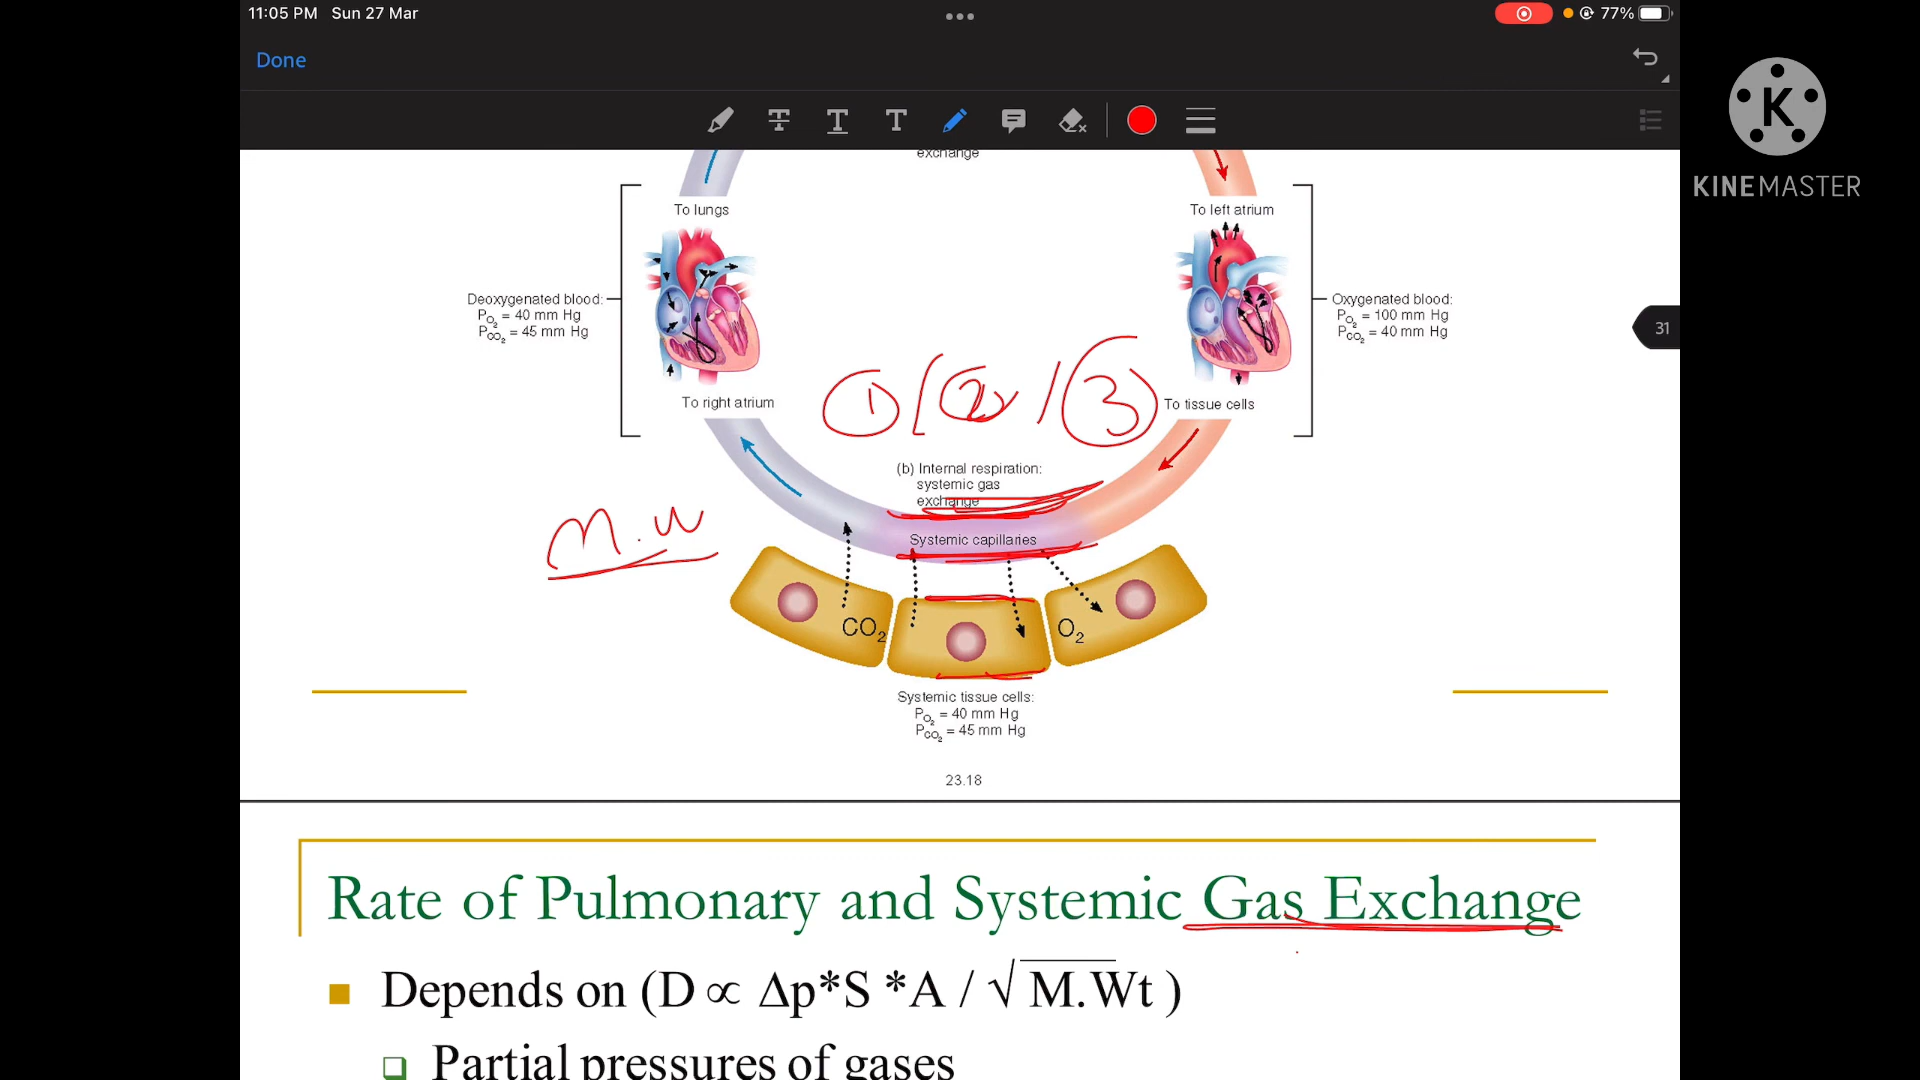 11:05 PM Sun 27 Mar
77%
Done
KINEMASTER
exchange
To lungs
To left atrium
31
Deoxygenated blood:
PO2 = 40 mm Hg
PCO2 = 45 mm Hg
Oxygenated blood:
PO2 = 100 mm Hg
PCO2 = 40 mm Hg
To right atrium
To tissue cells
① / ② / ③
(b) Internal respiration:
systemic gas
exchange
M.W
Systemic capillaries
CO2
O2
Systemic tissue cells:
PO2 = 40 mm Hg
PCO2 = 45 mm Hg
23.18
Rate of Pulmonary and Systemic Gas Exchange
Depends on (D ∝ Δp*S *A / √M.Wt )
Partial pressures of gases